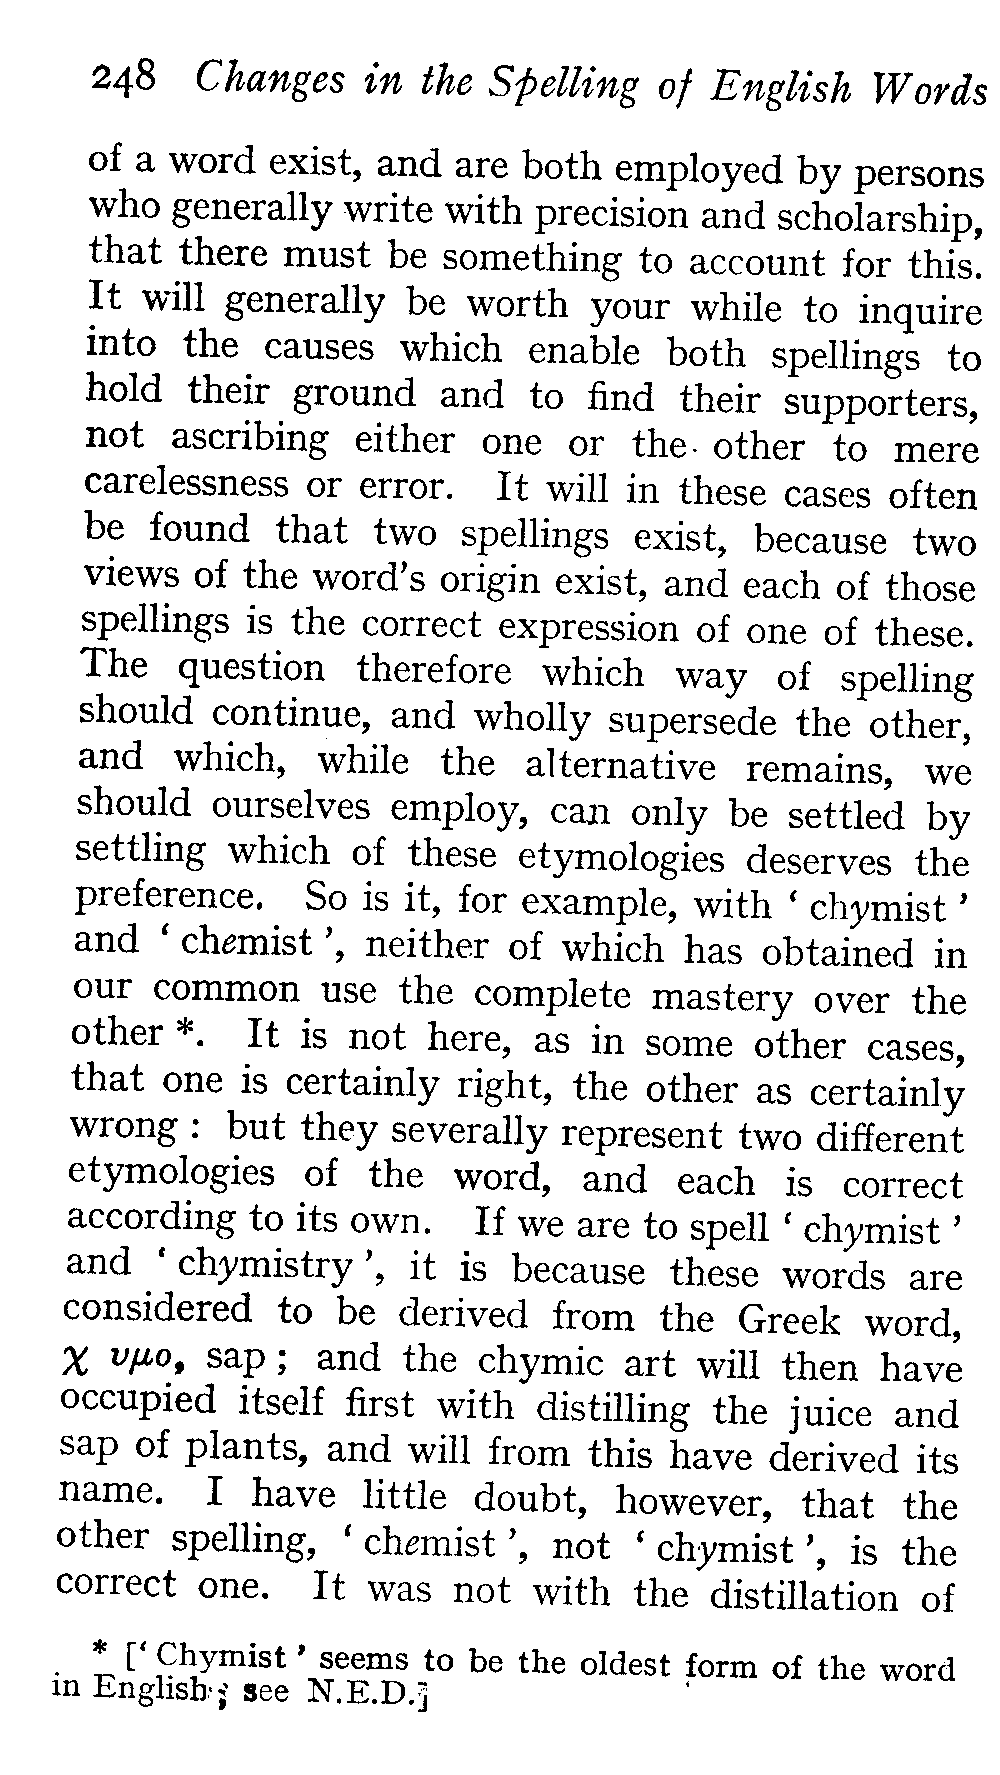 248 Changes in the Spelling of English Words
of a word exist, and are both employed by persons
who generally write with precision and scholarship,
that there must be something to account for this.
It will generally be worth your while to inquire
into the causes which enable both spellings to
hold their ground and to find their supporters,
not ascribing either one or the other to mere
carelessness or error. It will in these cases often
be found that two spellings exist, because two
views of the word's origin exist, and each of those
spellings is the correct expression of one of these.
The question therefore which way of spelling
should continue, and wholly supersede the other,
and which, while the alternative remains, we
should ourselves employ, can only be settled by
settling which of these etymologies deserves the
preference. So is it, for example, with ‘ chymist ’
and ‘ chemist ’, neither of which has obtained in
our common use the complete mastery over the
other *. It is not here, as in some other cases,
that one is certainly right, the other as certainly
wrong : but they severally represent two different
etymologies of the word, and each is correct
according to its own. If we are to spell ‘ chymist ’
and ‘ chymistry ’, it is because these words are
considered to be derived from the Greek word,
χ υμο, sap ; and the chymic art will then have
occupied itself first with distilling the juice and
sap of plants, and will from this have derived its
name. I have little doubt, however, that the
other spelling, ‘ chemist ’, not ‘ chymist ’, is the
correct one. It was not with the distillation of
* [‘ Chymist ’ seems to be the oldest form of the word
in English ; see N.E.D.]